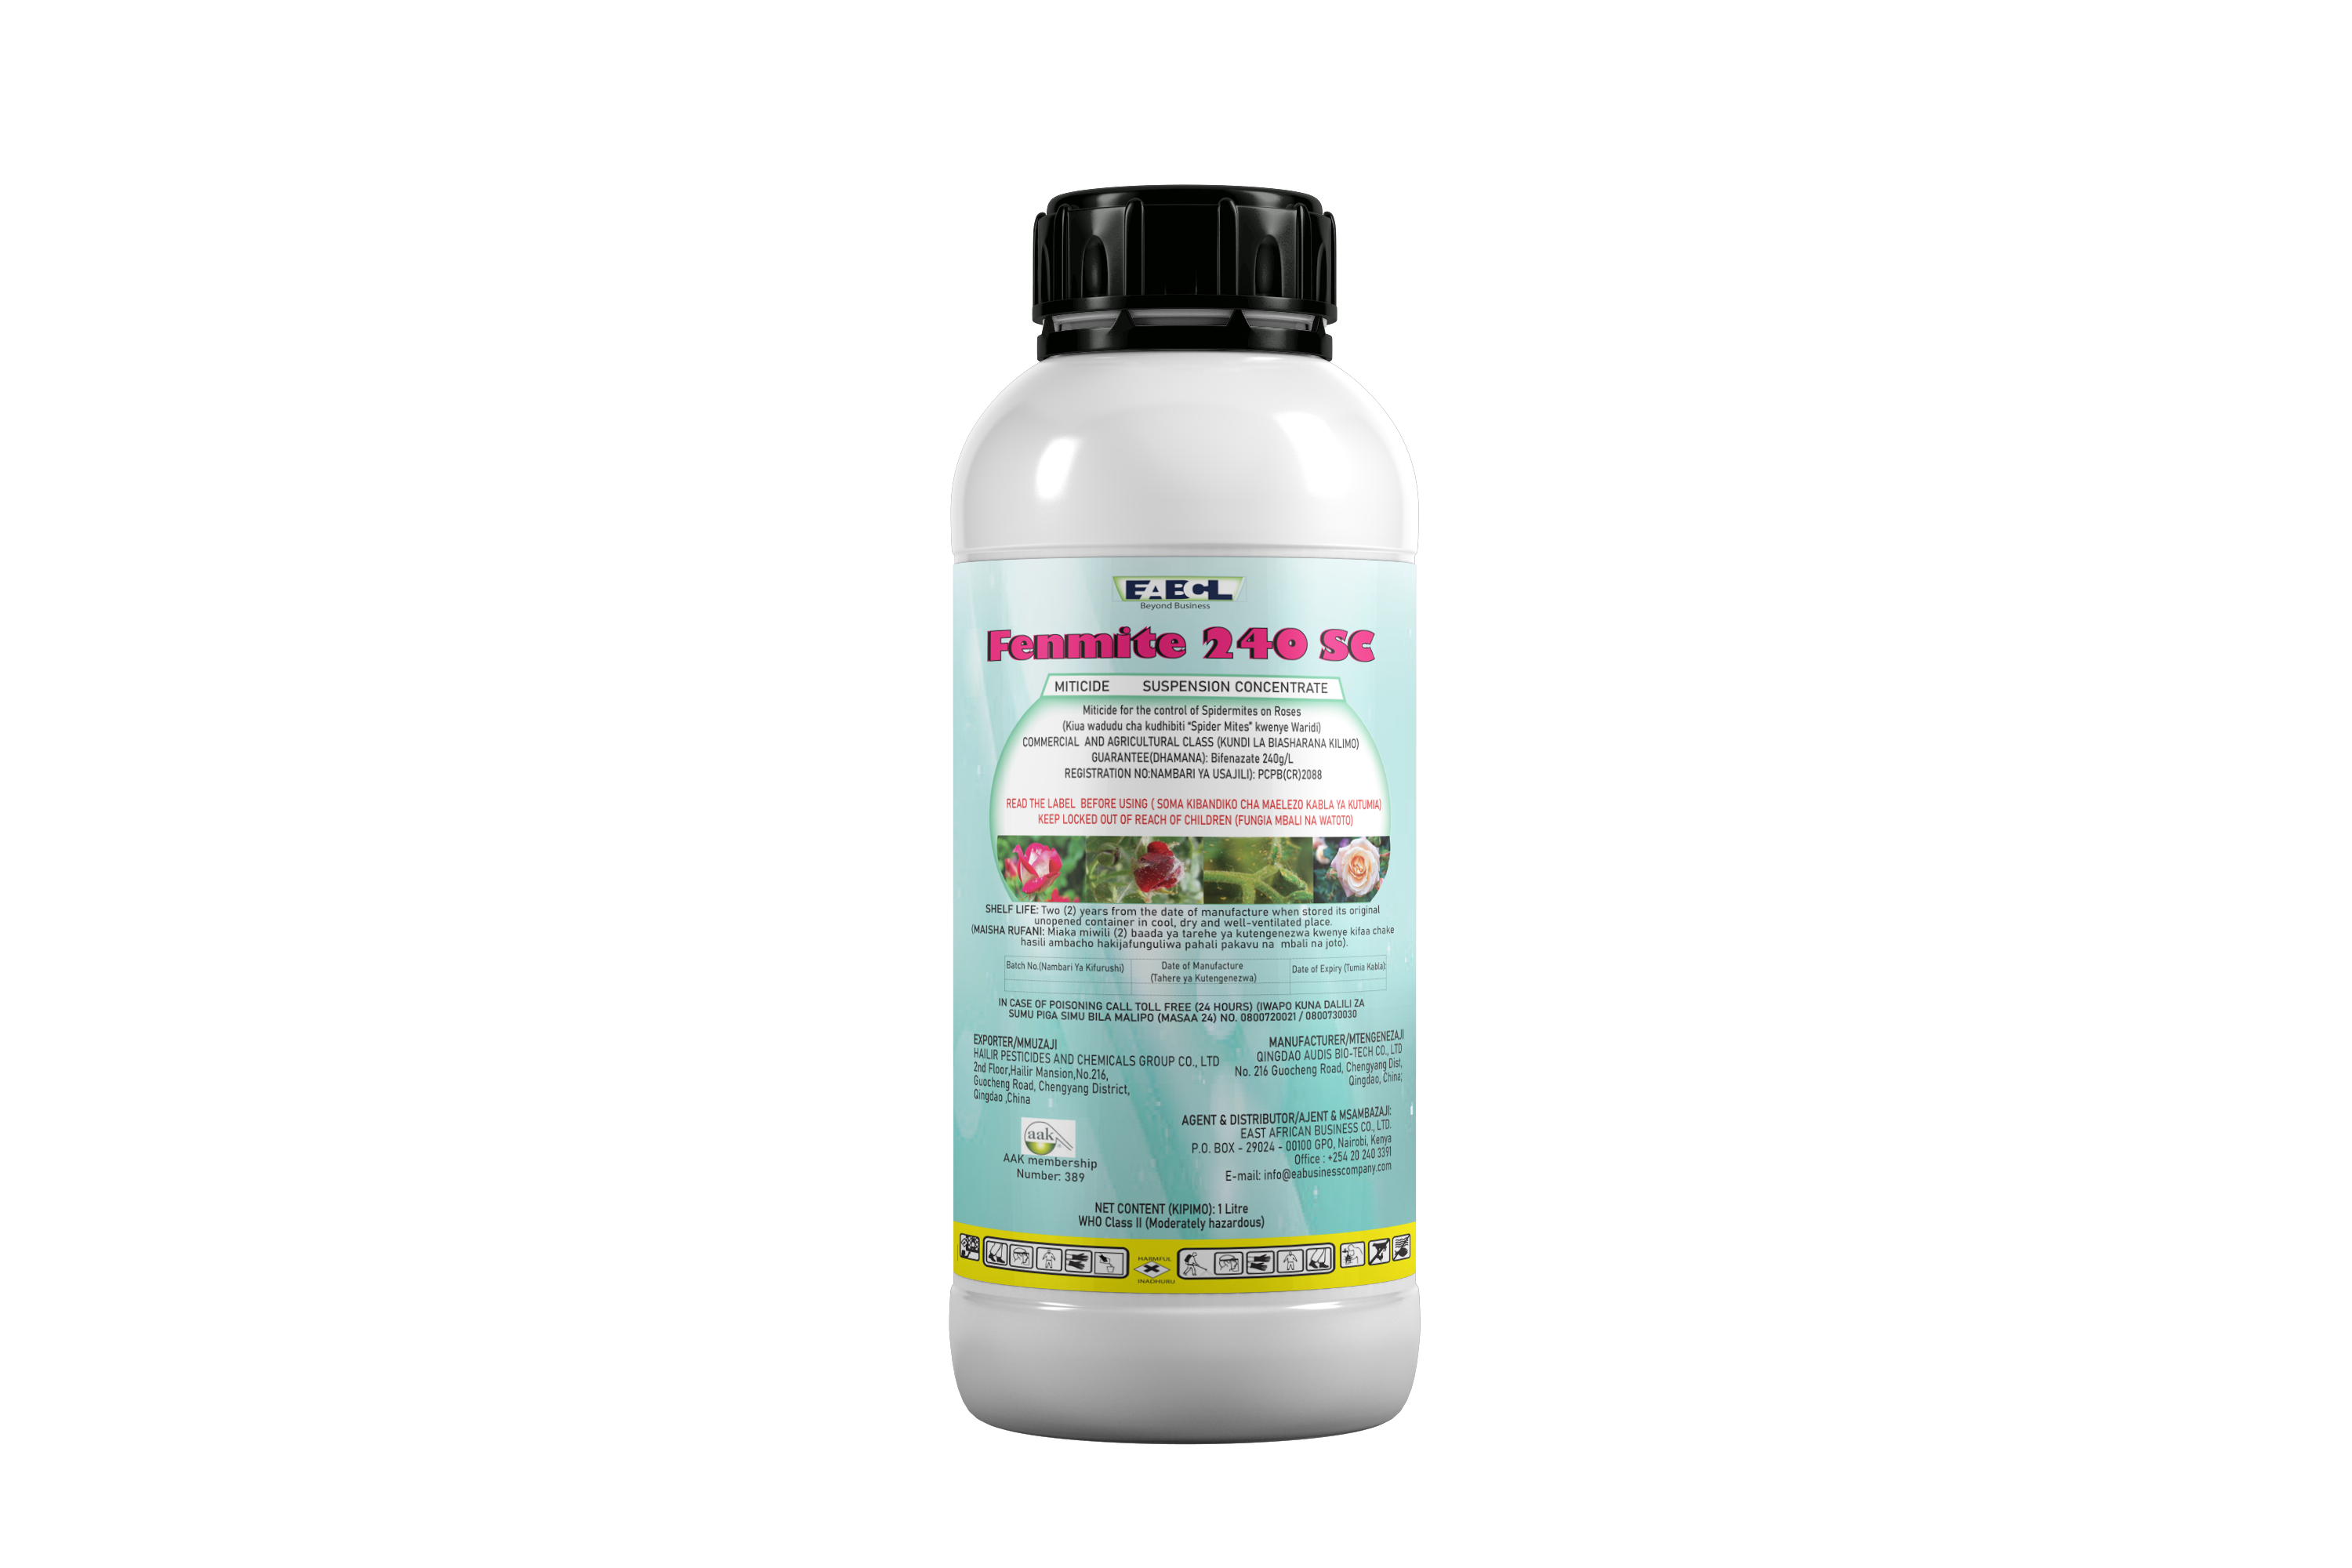 EABCL
Beyond Business
Fenmite 240 SC
MITICIDE SUSPENSION CONCENTRATE
Miticide for the control of Spidermites on Roses
(Kiua wadudu cha kudhibiti “Spider Mites” kwenye Waridi)
COMMERCIAL AND AGRICULTURAL CLASS (KUNDI LA BIASHARANA KILIMO)
GUARANTEE(DHAMANA): Bifenazate 240g/L
REGISTRATION NO:NAMBARI YA USAJILI): PCPB(CR)2088
READ THE LABEL BEFORE USING ( SOMA KIBANDIKO CHA MAELEZO KABLA YA KUTUMIA)
KEEP LOCKED OUT OF REACH OF CHILDREN (FUNGIA MBALI NA WATOTO)
SHELF LIFE: Two (2) years from the date of manufacture when stored its original
unopened container in cool, dry and well-ventilated place.
(MAISHA RUFANI: Miaka miwili (2) baada ya tarehe ya kutengenezwa kwenye kifaa chake
hasili ambacho hakijafunguliwa pahali pakavu na mbali na joto).
Batch No.(Nambari Ya Kifurushi)
Date of Manufacture
(Tahere ya Kutengenezwa)
Date of Expiry (Tumia Kabla):
IN CASE OF POISONING CALL TOLL FREE (24 HOURS) (IWAPO KUNA DALILI ZA
SUMU PIGA SIMU BILA MALIPO (MASAA 24) NO. 0800720021 / 0800730030
EXPORTER/MMUZAJI
HAILIR PESTICIDES AND CHEMICALS GROUP CO., LTD
2nd Floor,Hailir Mansion,No.216,
Guocheng Road, Chengyang District,
Qingdao ,China
MANUFACTURER/MTENGENEZAJI
QINGDAO AUDIS BIO-TECH CO., LTD
No. 216 Guocheng Road, Chengyang Dist,
Qingdao, China;
aak
AAK membership
Number: 389
AGENT & DISTRIBUTOR/AJENT & MSAMBAZAJI:
EAST AFRICAN BUSINESS CO., LTD.
P.O. BOX - 29024 - 00100 GPO, Nairobi, Kenya
Office : +254 20 240 3391
E-mail: info@eabusinesscompany.com
NET CONTENT (KIPIMO): 1 Litre
WHO Class II (Moderately hazardous)
HARMFUL
INADHURU